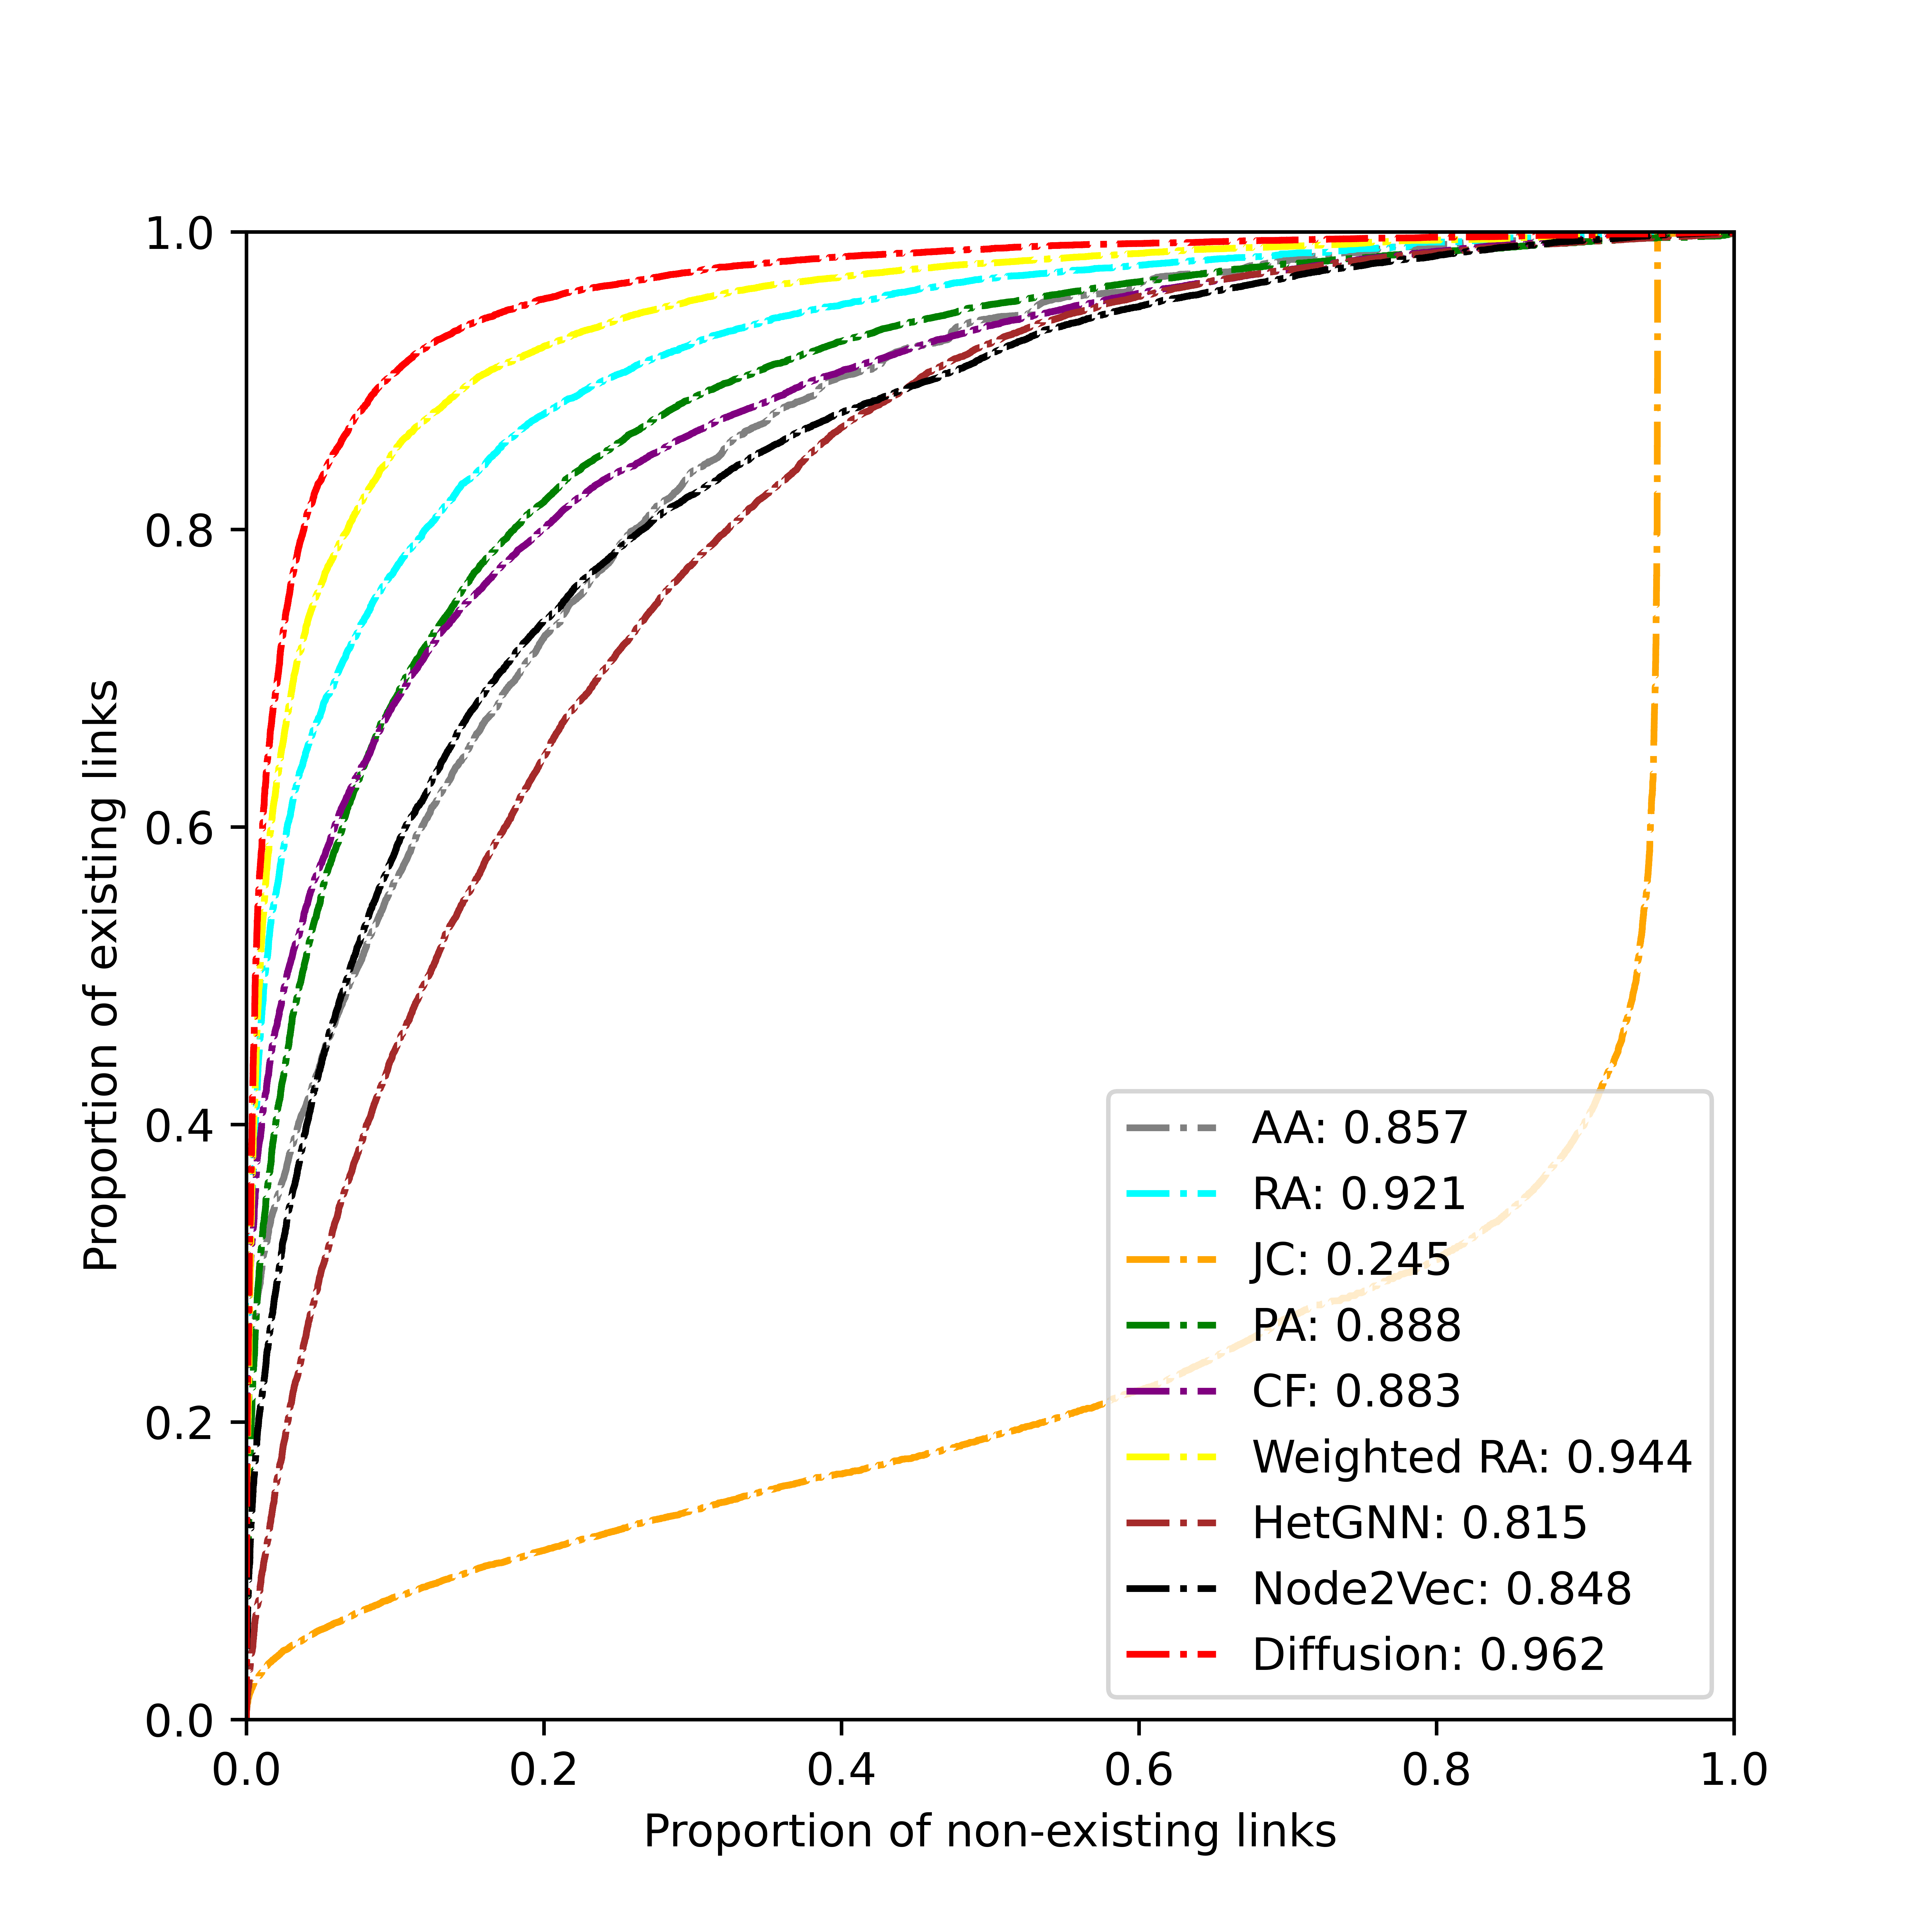 1.0
0.8
0.6
0.4
0.2
0.0
Proportion of existing links
AA: 0.857
RA: 0.921
JC: 0.245
PA: 0.888
CF: 0.883
Weighted RA: 0.944
HetGNN: 0.815
Node2Vec: 0.848
Diffusion: 0.962
0.0 0.2 0.4 0.6 0.8 1.0
Proportion of non-existing links